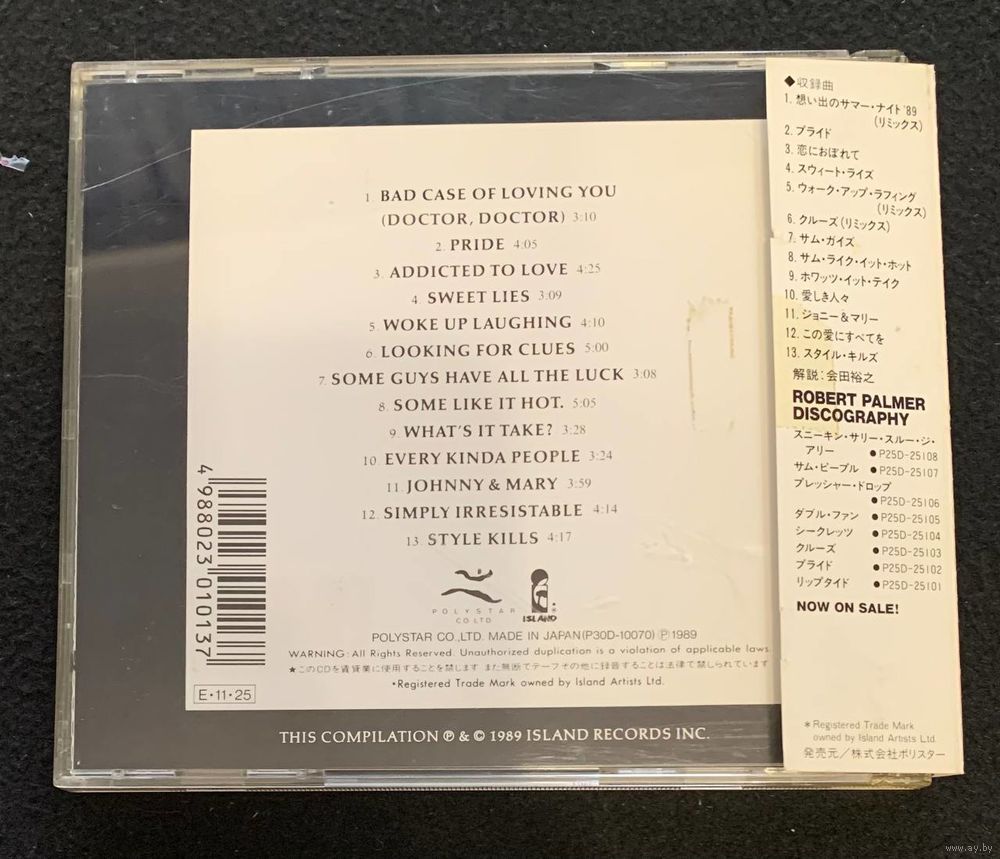 1. BAD CASE OF LOVING YOU
(DOCTOR, DOCTOR) 3:10
2. PRIDE 4:05
3. ADDICTED TO LOVE 4:25
4. SWEET LIES 3:09
5. WOKE UP LAUGHING 4:10
6. LOOKING FOR CLUES 5:00
7. SOME GUYS HAVE ALL THE LUCK 3:08
8. SOME LIKE IT HOT. 5:05
9. WHAT'S IT TAKE? 3:28
10. EVERY KINDA PEOPLE 3:24
11. JOHNNY & MARY 3:59
12. SIMPLY IRRESISTABLE 4:14
13. STYLE KILLS 4:17
POLYSTAR
CO. LTD
ISLAND
POLYSTAR CO.,LTD. MADE IN JAPAN(P30D-10070) Ⓟ 1989
WARNING: All Rights Reserved. Unauthorized duplication is a violation of applicable laws.
★このCDを賃貸業に使用することを禁じます また無断でテープその他に録音することは法律で禁じられています
*Registered Trade Mark owned by Island Artists Ltd.
4 988023 010137
E・11・25
THIS COMPILATION Ⓟ & © 1989 ISLAND RECORDS INC.
◆収録曲
1. 想い出のサマー・ナイト'89
(リミックス)
2. プライド
3. 恋におぼれて
4. スウィート・ライズ
5. ウォーク・アップ・ラフィング
(リミックス)
6. クルーズ(リミックス)
7. サム・ガイズ
8. サム・ライク・イット・ホット
9. ホワッツ・イット・テイク
10. 愛しき人々
11. ジョニー&マリー
12. この愛にすべてを
13. スタイル・キルズ
解説:会田裕之
ROBERT PALMER
DISCOGRAPHY
スニーキン・サリー・スルー・ジ・
アリー ●P25D-25108
サム・ピープル ●P25D-25107
プレッシャー・ドロップ
●P25D-25106
ダブル・ファン ●P25D-25105
シークレッツ ●P25D-25104
クルーズ ●P25D-25103
プライド ●P25D-25102
リップタイド ●P25D-25101
NOW ON SALE!
*Registered Trade Mark
owned by Island Artists Ltd.
発売元/株式会社ポリスター
www.ay.by